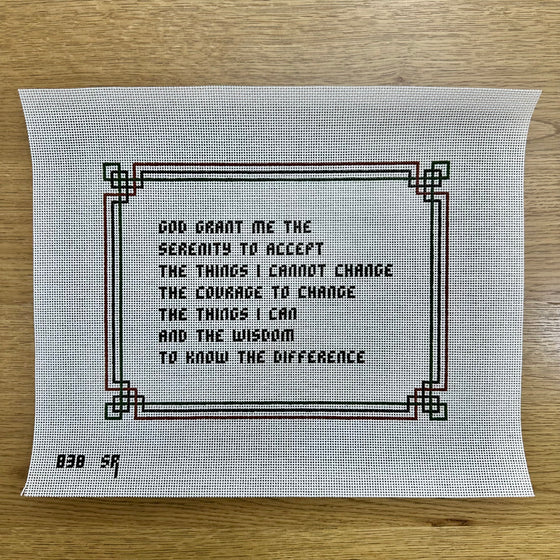 GOD GRANT ME THE
SERENITY TO ACCEPT
THE THINGS I CANNOT CHANGE
THE COURAGE TO CHANGE
THE THINGS I CAN
AND THE WISDOM
TO KNOW THE DIFFERENCE
838 SR